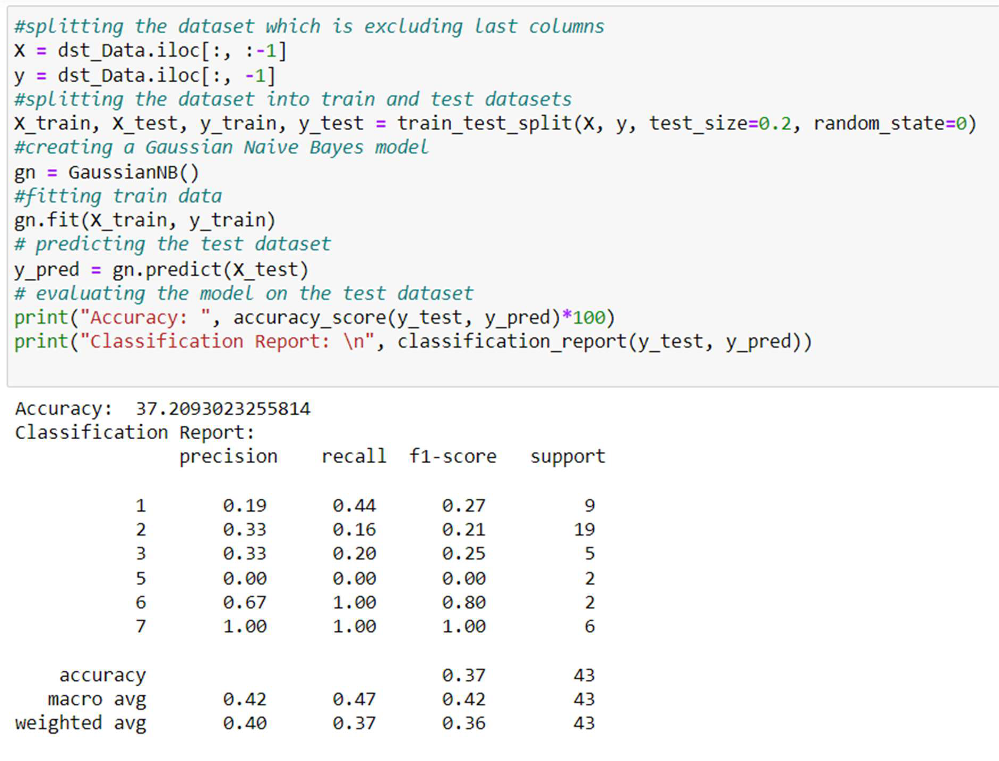 #splitting the dataset which is excluding last columns
X = dst_Data.iloc[:, :-1]
y = dst_Data.iloc[:, -1]
#splitting the dataset into train and test datasets
X_train, X_test, y_train, y_test = train_test_split(X, y, test_size=0.2, random_state=0)
#creating a Gaussian Naive Bayes model
gn = GaussianNB()
#fitting train data
gn.fit(X_train, y_train)
# predicting the test dataset
y_pred = gn.predict(X_test)
# evaluating the model on the test dataset
print("Accuracy: ", accuracy_score(y_test, y_pred)*100)
print("Classification Report: \n", classification_report(y_test, y_pred))
Accuracy:  37.2093023255814
Classification Report:
precision    recall  f1-score   support
1       0.19      0.44      0.27         9
2       0.33      0.16      0.21        19
3       0.33      0.20      0.25         5
5       0.00      0.00      0.00         2
6       0.67      1.00      0.80         2
7       1.00      1.00      1.00         6
accuracy                           0.37        43
macro avg       0.42      0.47      0.42        43
weighted avg       0.40      0.37      0.36        43